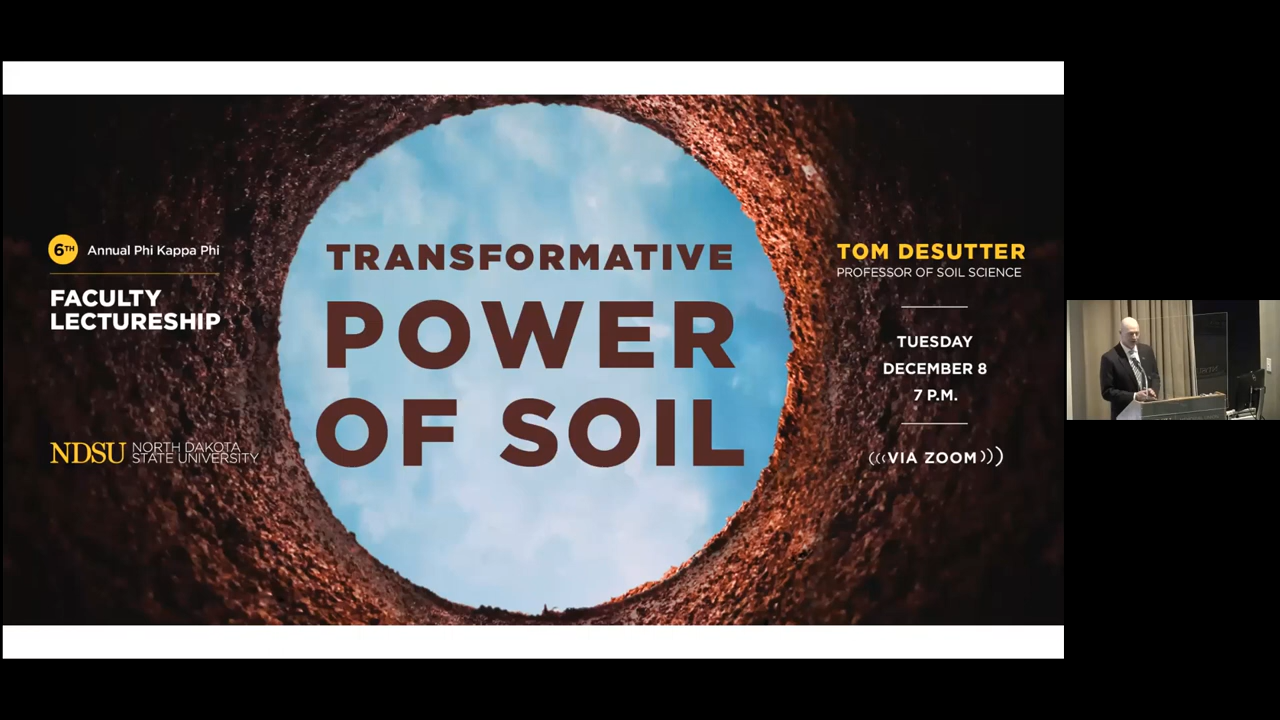 6TH Annual Phi Kappa Phi
FACULTY
LECTURESHIP
NDSU NORTH DAKOTA
STATE UNIVERSITY
TRANSFORMATIVE
POWER
OF SOIL
TOM DESUTTER
PROFESSOR OF SOIL SCIENCE
TUESDAY
DECEMBER 8
7 P.M.
(((VIA ZOOM)))